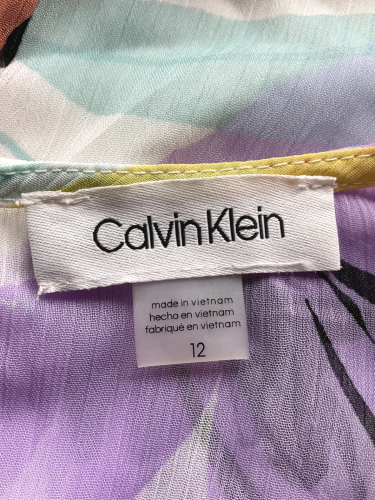 Calvin Klein
made in vietnam
hecho en vietnam
fabriqué en vietnam
12